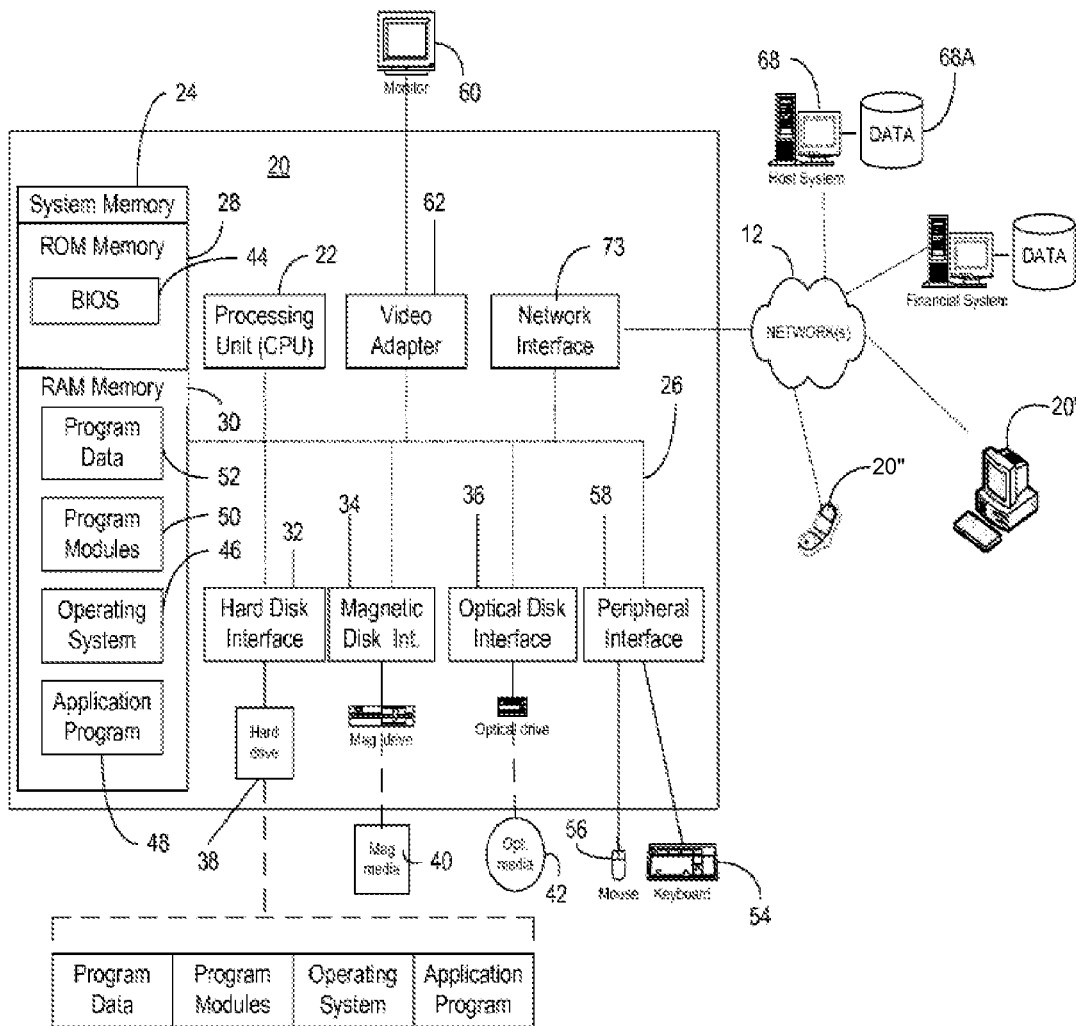 60
Monitor
68
68A
DATA
Host System
24
20
System Memory
28
ROM Memory
44
BIOS
22
Processing
Unit (CPU)
62
Video
Adapter
73
Network
Interface
12
NETWORK(s)
DATA
Financial System
RAM Memory
30
26
Program
Data
52
Program
Modules
50
46
Operating
System
Application
Program
48
32
34
36
58
Hard Disk
Interface
Magnetic
Disk Int.
Optical Disk
Interface
Peripheral
Interface
20"
20'
Hard
drive
Mag drive
Optical drive
38
Mag
media
40
Opt.
media
42
56
Mouse
Keyboard
54
Program
Data
Program
Modules
Operating
System
Application
Program